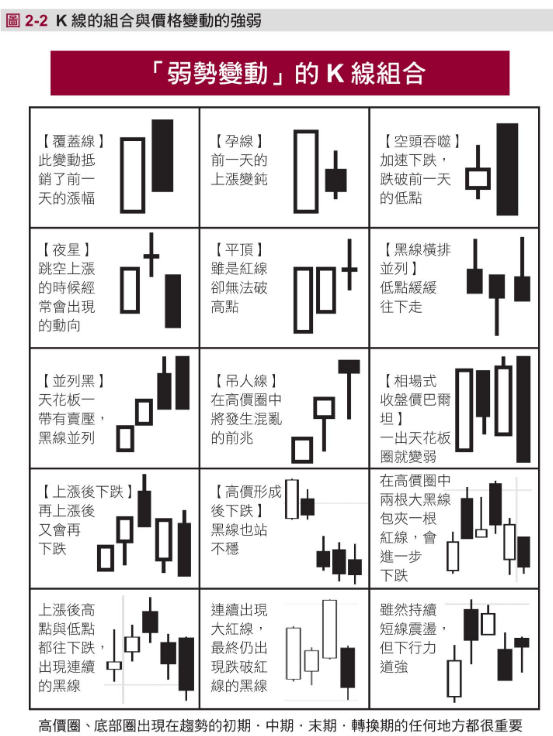 圖 2-2 K 線的組合與價格變動的強弱
「弱勢變動」的 K 線組合
【覆蓋線】
此變動抵
銷了前一
天的漲幅
【孕線】
前一天的
上漲變鈍
【空頭吞噬】
加速下跌，
跌破前一天
的低點
【夜星】
跳空上漲
的時候經
常會出現
的動向
【平頂】
雖是紅線
卻無法破
高點
【黑線橫排
並列】
低點緩緩
往下走
【並列黑】
天花板一
帶有賣壓，
黑線並列
【吊人線】
在高價圈中
將發生混亂
的前兆
【相場式
收盤價巴爾
坦】
一出天花板
圈就變弱
【上漲後下跌】
再上漲後
又會再
下跌
【高價形成
後下跌】
黑線也站
不穩
在高價圈中
兩根大黑線
包夾一根
紅線，會
進一步
下跌
上漲後高
點與低點
都往下跌，
出現連續
的黑線
連續出現
大紅線，
最終仍出
現跌破紅
線的黑線
雖然持續
短線震盪，
但下行力
道強
高價圈、底部圈出現在趨勢的初期．中期．末期．轉換期的任何地方都很重要